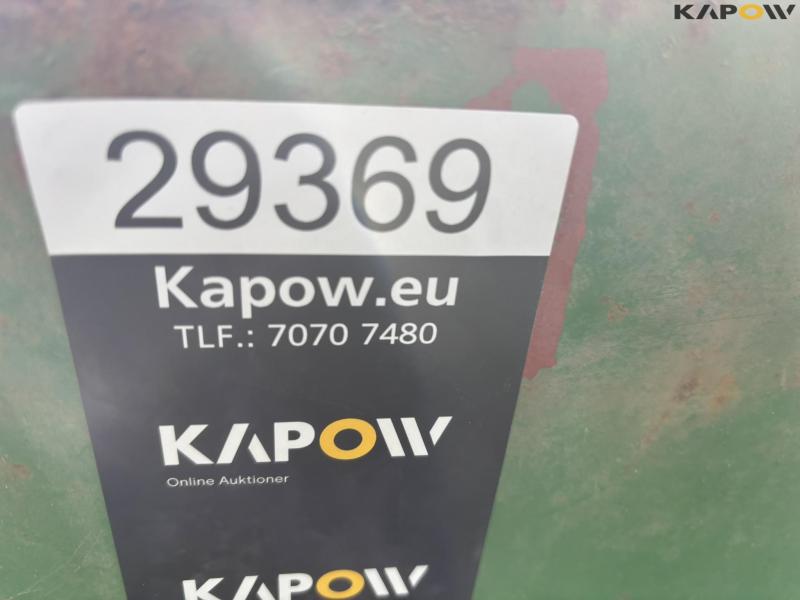 KAPOW
29369
Kapow.eu
TLF.: 7070 7480
KAPOW
Online Auktioner
KAPOW